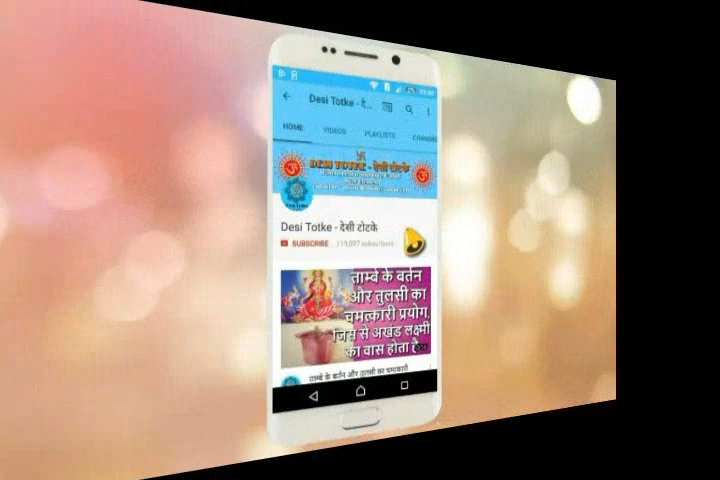 Desi Totke - दे...
HOME VIDEOS PLAYLISTS CHANNE
DESI TOTKE - देसी टोटके
Desi Totke - देसी टोटके
SUBSCRIBE
ताम्बे के बर्तन
और तुलसी का
चमत्कारी प्रयोग,
जिस से अखंड लक्ष्मी
का वास होता है
ताम्बे के बर्तन और तुलसी का चमत्कारी